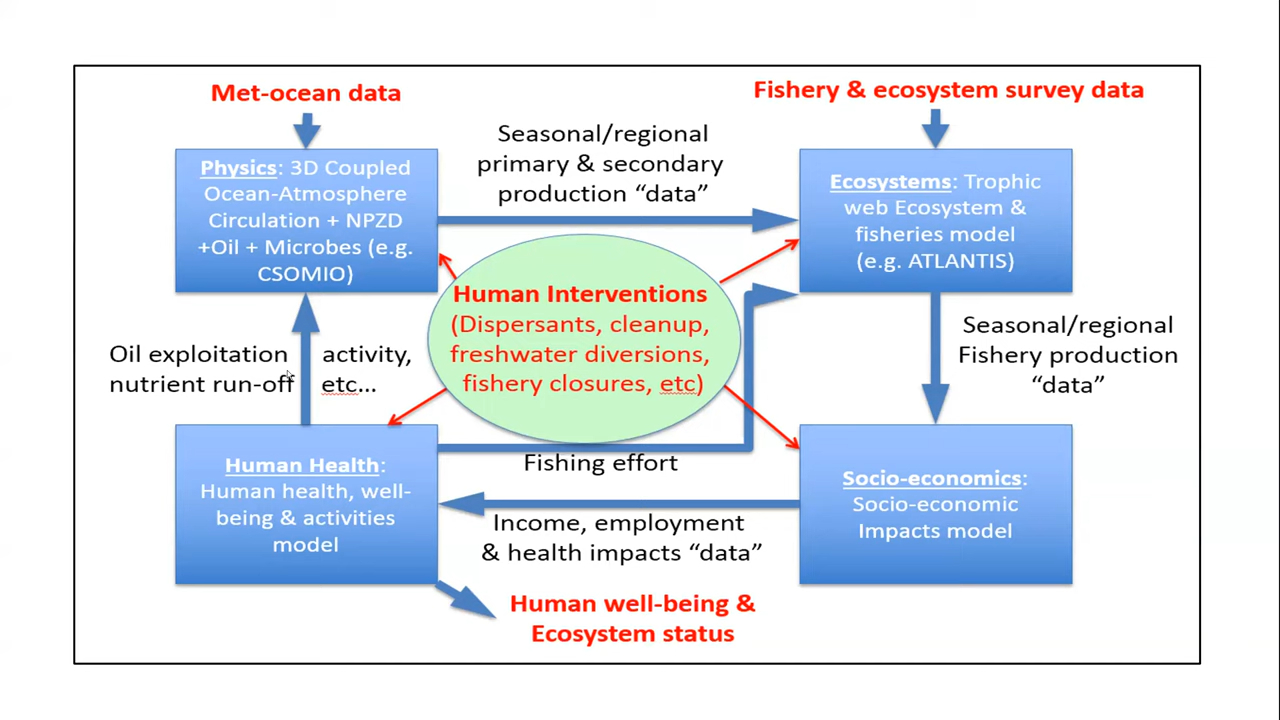 Met-ocean data
Fishery & ecosystem survey data
Physics: 3D Coupled
Ocean-Atmosphere
Circulation + NPZD
+Oil + Microbes (e.g.
CSOMIO)
Seasonal/regional
primary & secondary
production “data”
Ecosystems: Trophic
web Ecosystem &
fisheries model
(e.g. ATLANTIS)
Human Interventions
(Dispersants, cleanup,
freshwater diversions,
fishery closures, etc)
Oil exploitation activity,
nutrient run-off etc...
Seasonal/regional
Fishery production
“data”
Human Health:
Human health, well-
being & activities
model
Fishing effort
Income, employment
& health impacts “data”
Socio-economics:
Socio-economic
Impacts model
Human well-being &
Ecosystem status